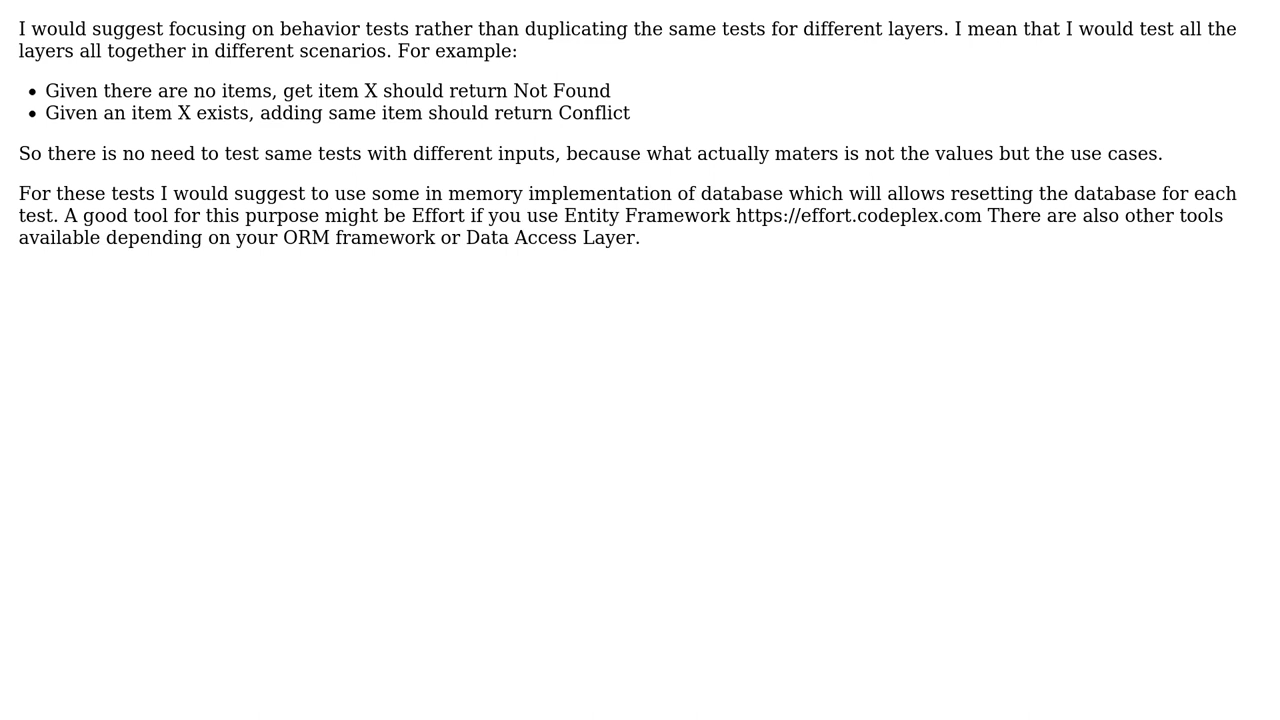 I would suggest focusing on behavior tests rather than duplicating the same tests for different layers. I mean that I would test all the
layers all together in different scenarios. For example:
• Given there are no items, get item X should return Not Found
• Given an item X exists, adding same item should return Conflict
So there is no need to test same tests with different inputs, because what actually maters is not the values but the use cases.
For these tests I would suggest to use some in memory implementation of database which will allows resetting the database for each
test. A good tool for this purpose might be Effort if you use Entity Framework https://effort.codeplex.com There are also other tools
available depending on your ORM framework or Data Access Layer.